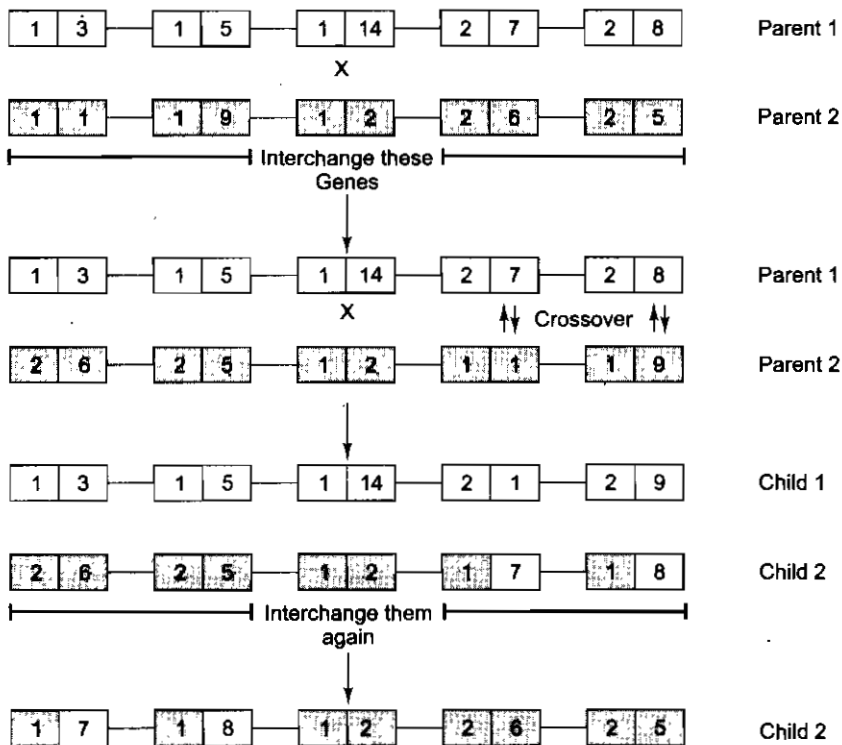 1 3 1 5 1 14 2 7 2 8 Parent 1
X
1 1 1 9 1 2 2 6 2 5 Parent 2
Interchange these
Genes
1 3 1 5 1 14 2 7 2 8 Parent 1
X Crossover
2 6 2 5 1 2 1 1 1 9 Parent 2
1 3 1 5 1 14 2 1 2 9 Child 1
2 6 2 5 1 2 1 7 1 8 Child 2
Interchange them
again
1 7 1 8 1 2 2 6 2 5 Child 2